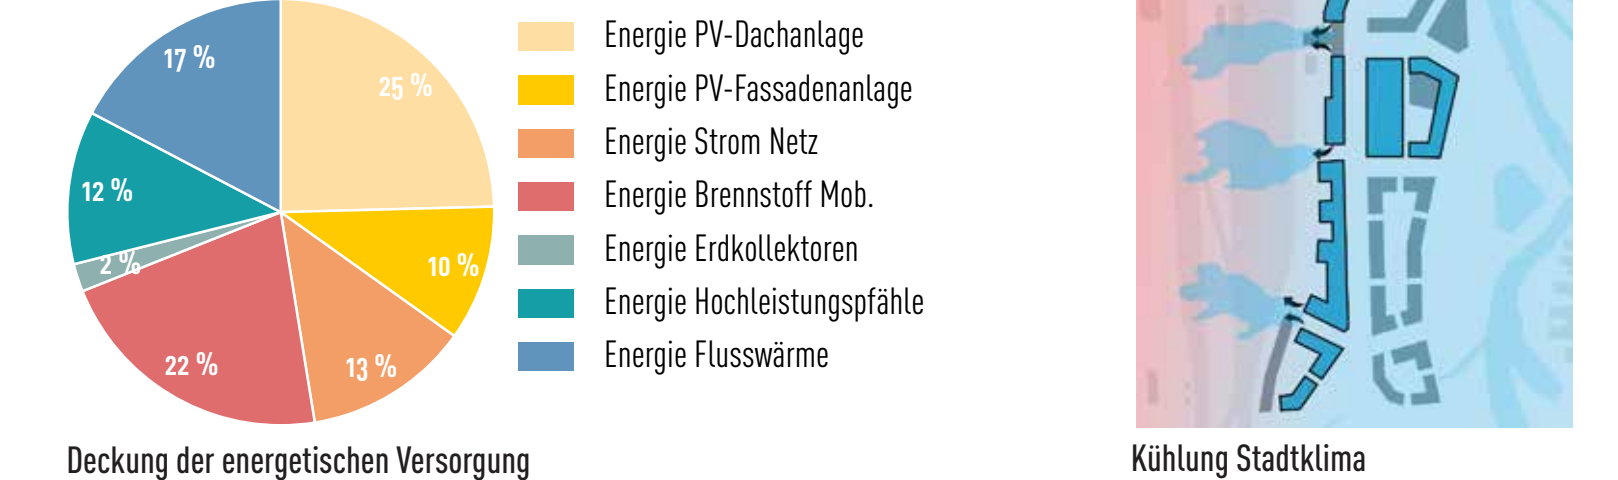 17 %
25 %
12 %
2 %
10 %
22 %
13 %
Energie PV-Dachanlage
Energie PV-Fassadenanlage
Energie Strom Netz
Energie Brennstoff Mob.
Energie Erdkollektoren
Energie Hochleistungspfähle
Energie Flusswärme
Deckung der energetischen Versorgung
Kühlung Stadtklima